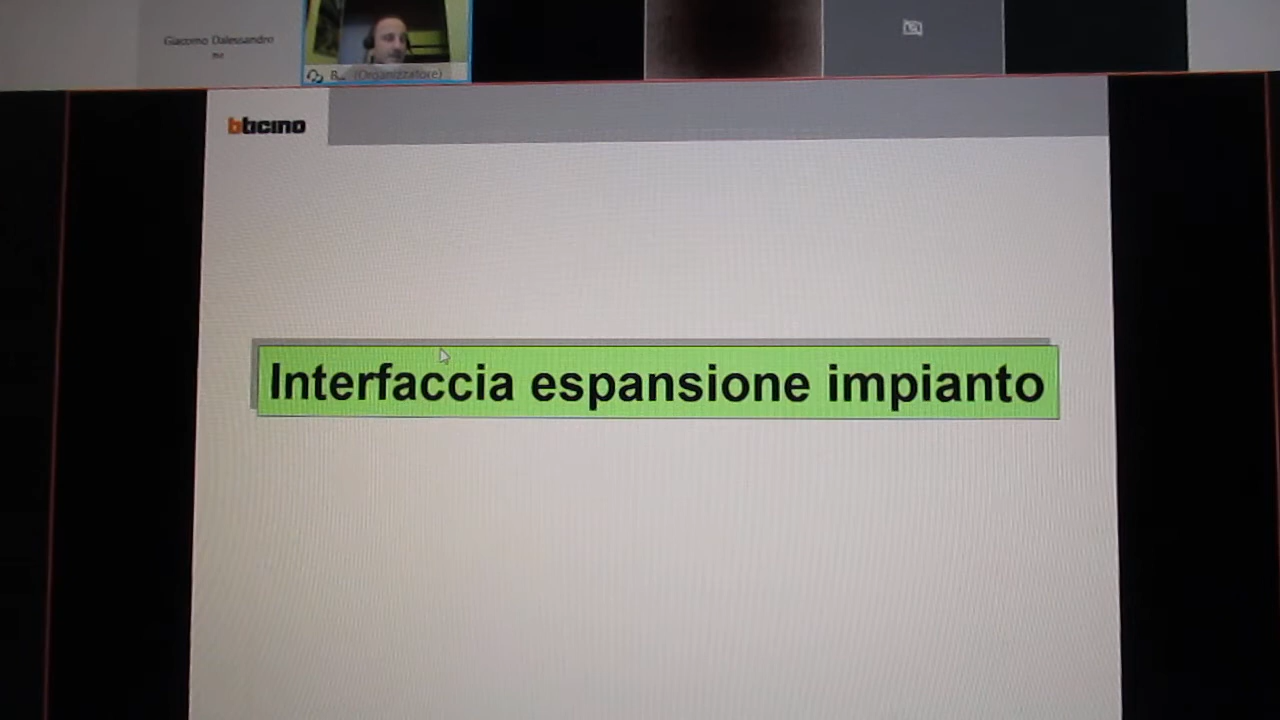 Giacomo Dalessandro
B... (Organizzatore)
bticino
Interfaccia espansione impianto